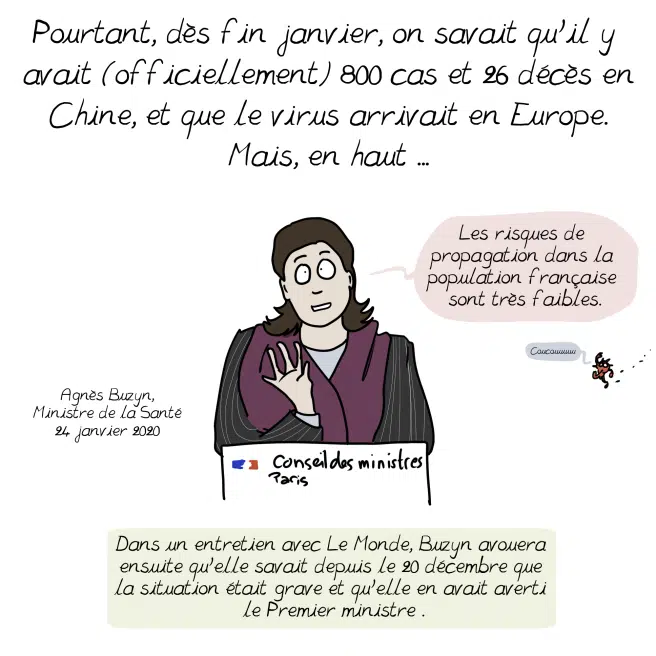 Pourtant, dès fin janvier, on savait qu'il y
avait (officiellement) 800 cas et 26 décès en
Chine, et que le virus arrivait en Europe.
Mais, en haut ...
Les risques de
propagation dans la
population française
sont très faibles.
Coucouuuuu
Agnès Buzyn,
Ministre de la Santé
24 janvier 2020
Conseil des ministres
Paris
Dans un entretien avec Le Monde, Buzyn avouera
ensuite qu'elle savait depuis le 20 décembre que
la situation était grave et qu'elle en avait averti
le Premier ministre .